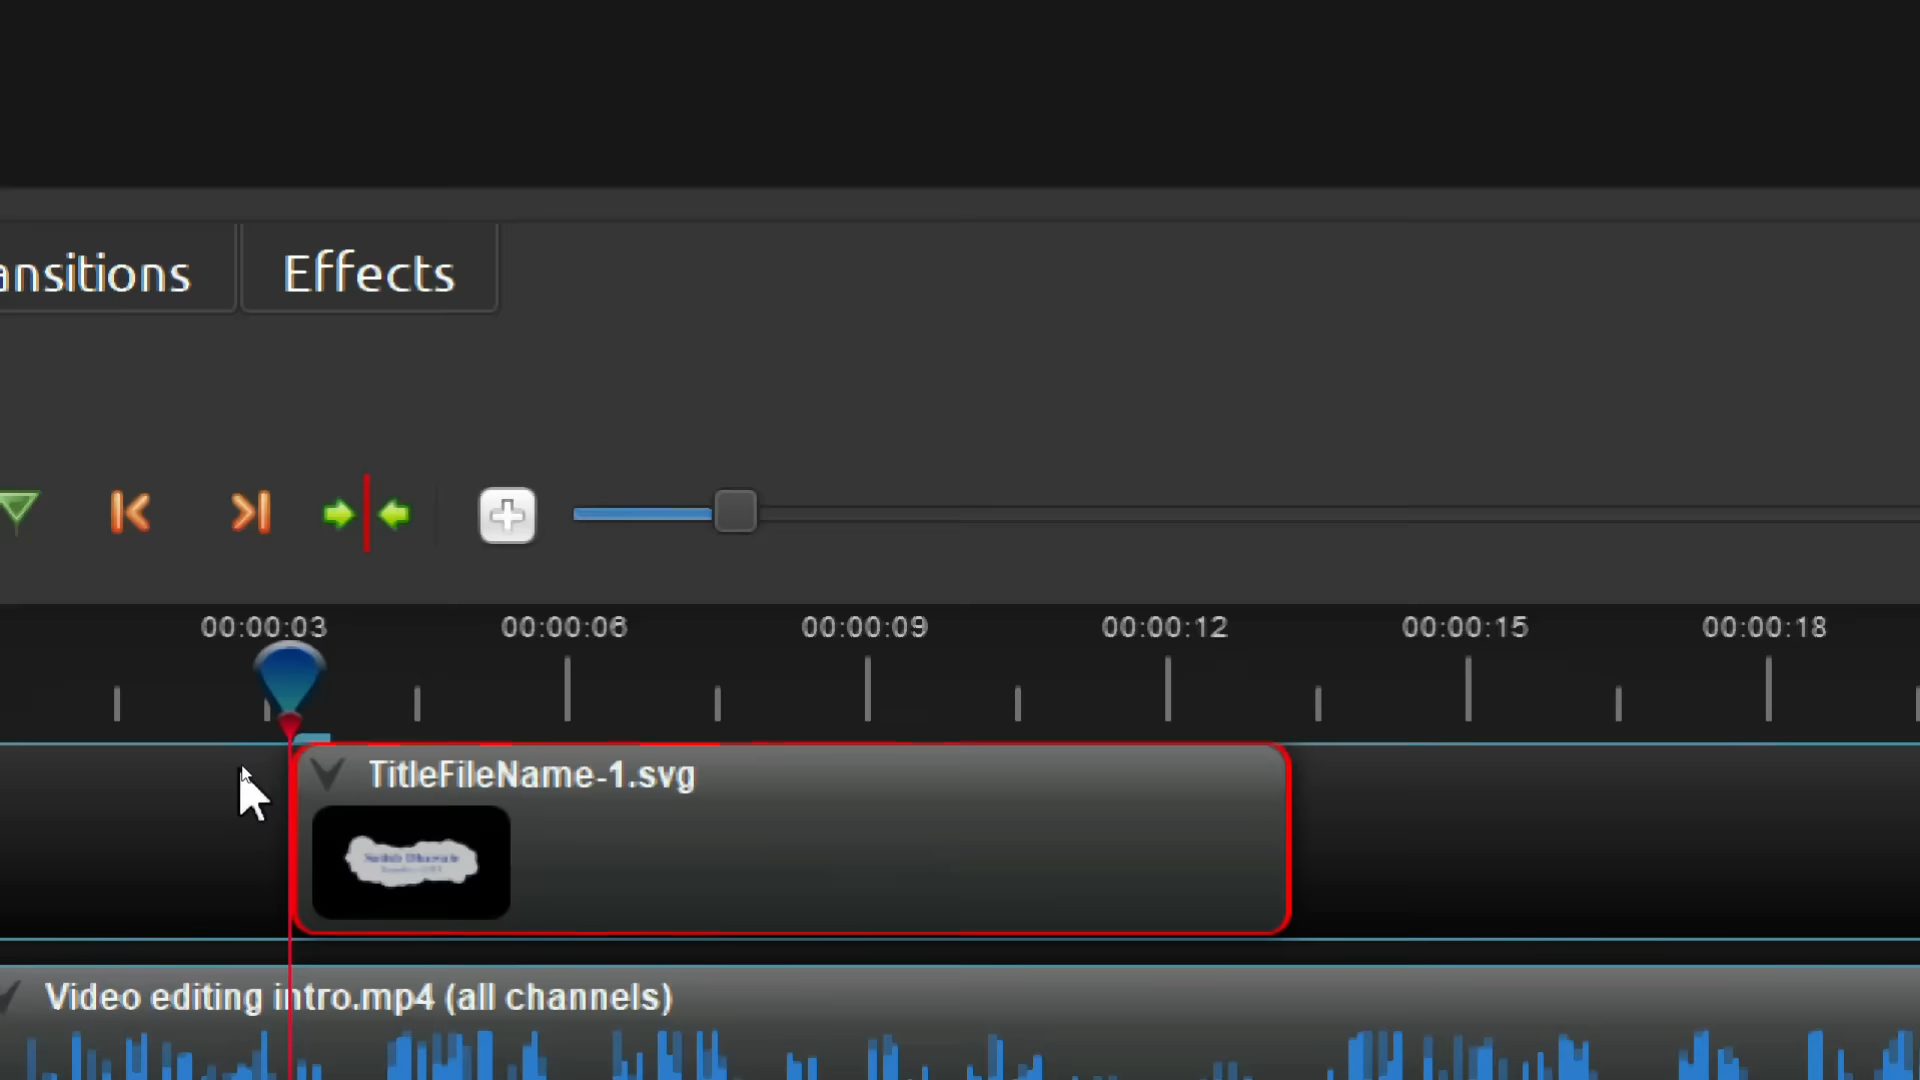 ansitions
Effects
00:00:03
00:00:06
00:00:09
00:00:12
00:00:15
00:00:18
TitleFileName-1.svg
Video editing intro.mp4 (all channels)